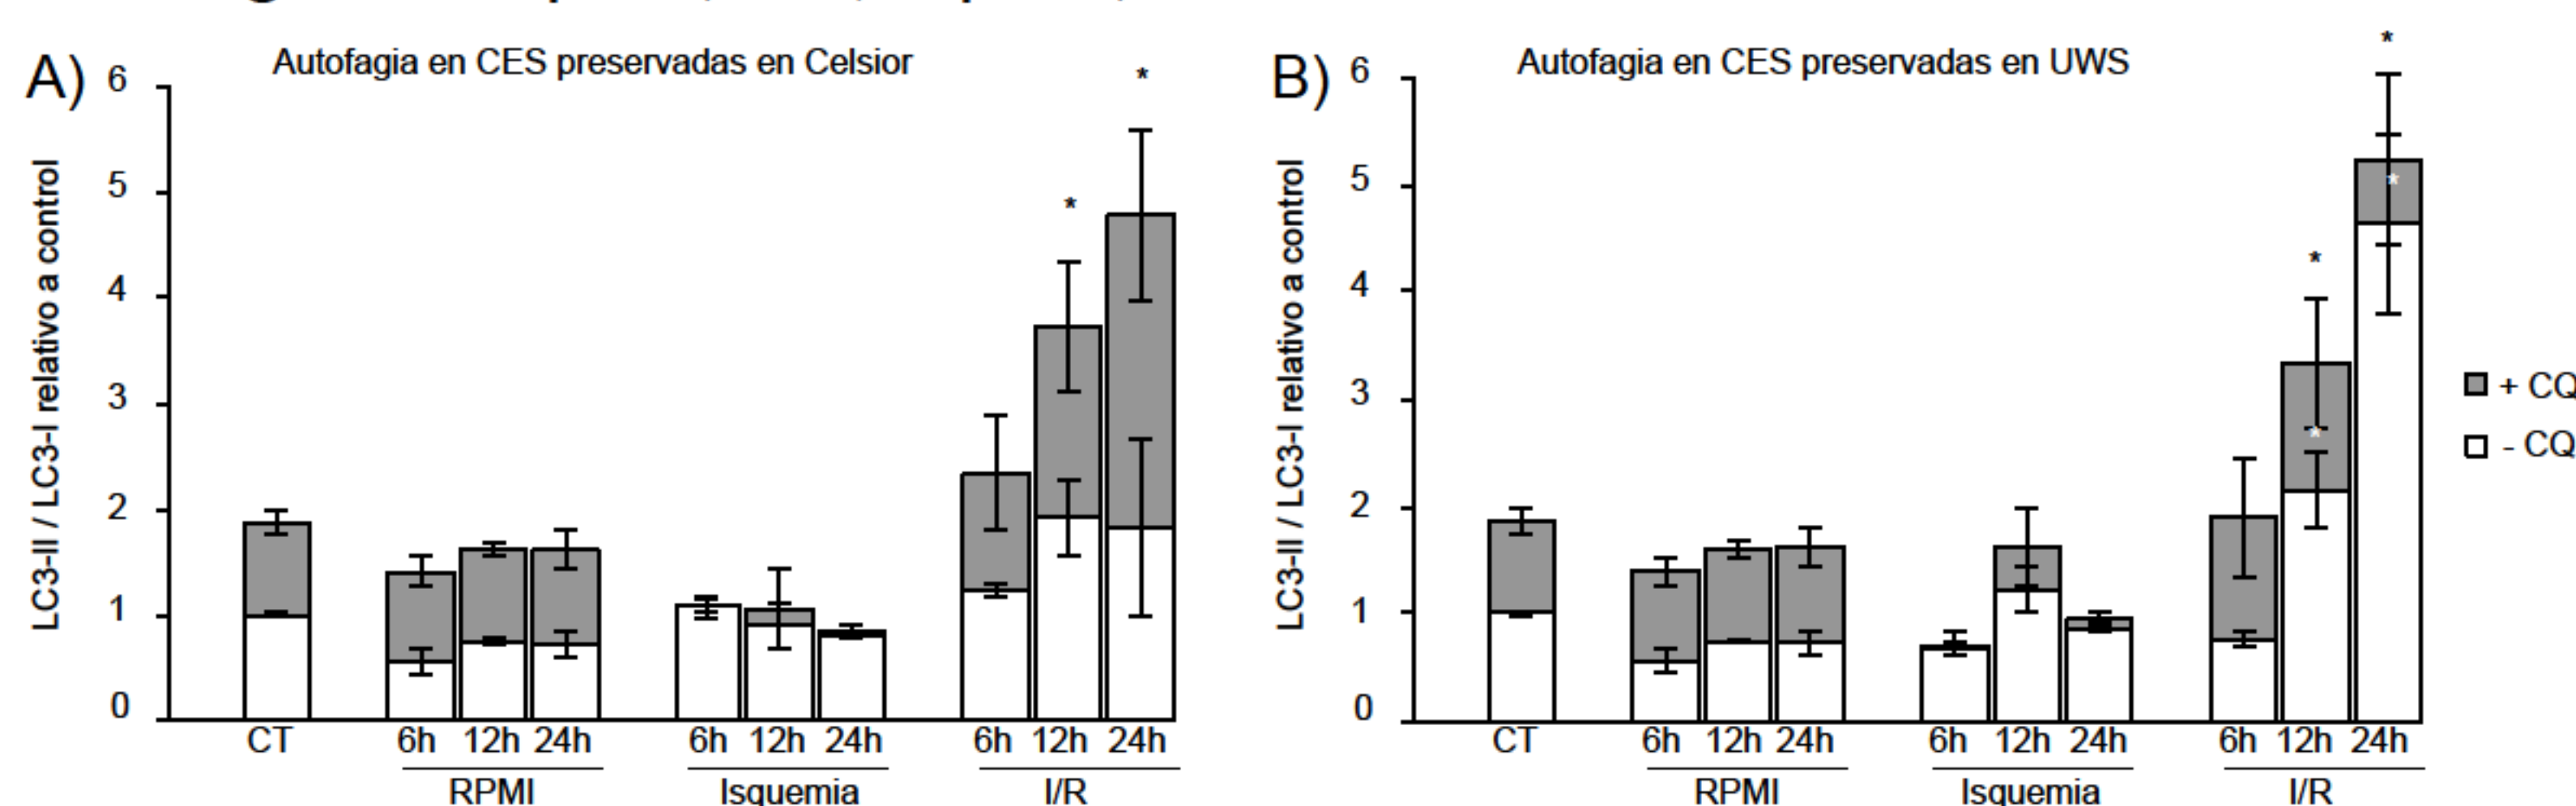 A)
Autofagia en CES preservadas en Celsior
LC3-II / LC3-I relativo a control
6
5
4
3
2
1
0
*
*
CT
6h 12h 24h
6h 12h 24h
6h 12h 24h
RPMI
Isquemia
I/R
B)
Autofagia en CES preservadas en UWS
LC3-II / LC3-I relativo a control
6
5
4
3
2
1
0
*
*
*
*
CT
6h 12h 24h
6h 12h 24h
6h 12h 24h
RPMI
Isquemia
I/R
+ CQ
- CQ